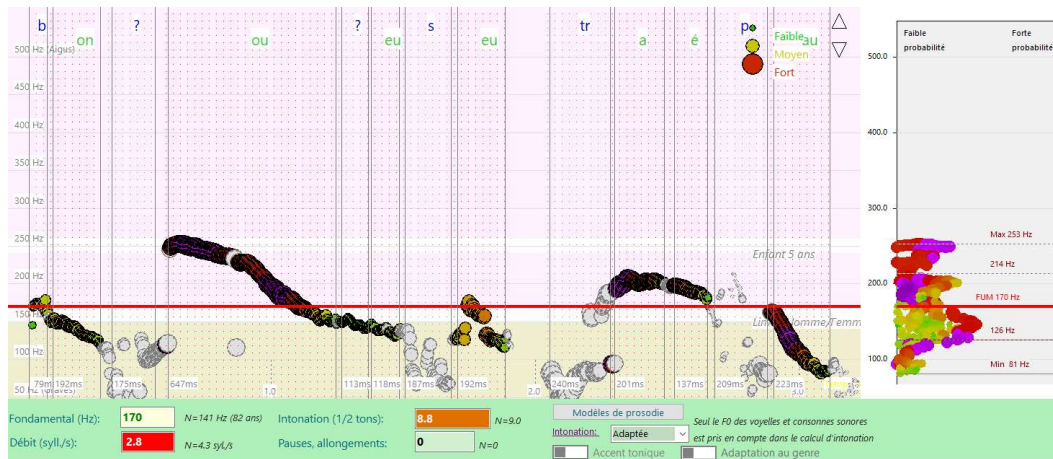 b ? ? s tr p
on ou eu eu a é au
Faible
Moyen
Fort
500 Hz (Aigus)
450 Hz
400 Hz
350 Hz
300 Hz
250 Hz
200 Hz
150 Hz
100 Hz
50 Hz (Graves)
Enfant 5 ans
79ms 192ms 175ms 647ms 1.0 113ms 118ms 187ms 192ms 2.0 240ms 201ms 137ms 209ms 223ms 3.0
Faible probabilité
Forte probabilité
500.0
400.0
300.0
Max 253 Hz
214 Hz
200.0
FUM 170 Hz
126 Hz
100.0
Min 81 Hz
Fondamental (Hz): 170 N=141 Hz (82 ans)
Intonation (1/2 tons): 8.8 N=9.0
Débit (syll./s): 2.8 N=4.3 syl./s
Pauses, allongements: 0 N=0
Modèles de prosodie
Intonation: Adaptée
Seul le F0 des voyelles et consonnes sonores
est pris en compte dans le calcul d'intonation
Accent tonique
Adaptation au genre